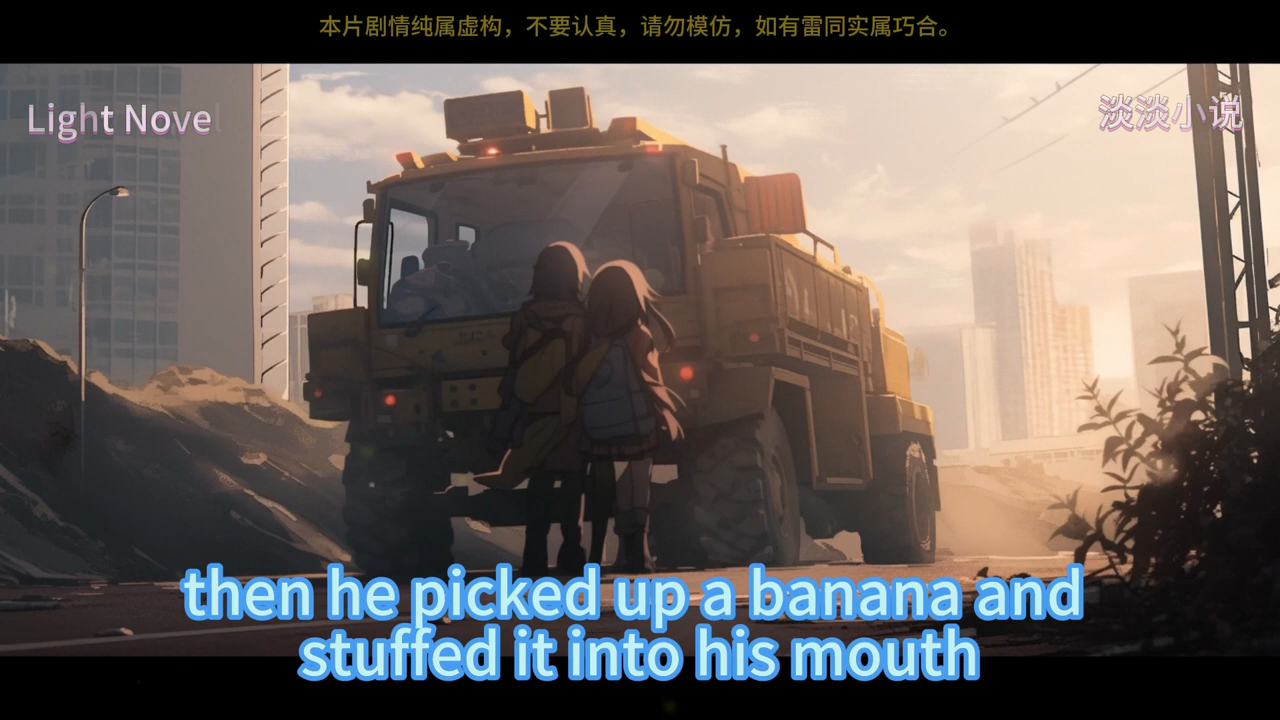 本片剧情纯属虚构，不要认真，请勿模仿，如有雷同实属巧合。
Light Novel
淡淡小说
then he picked up a banana and
stuffed it into his mouth